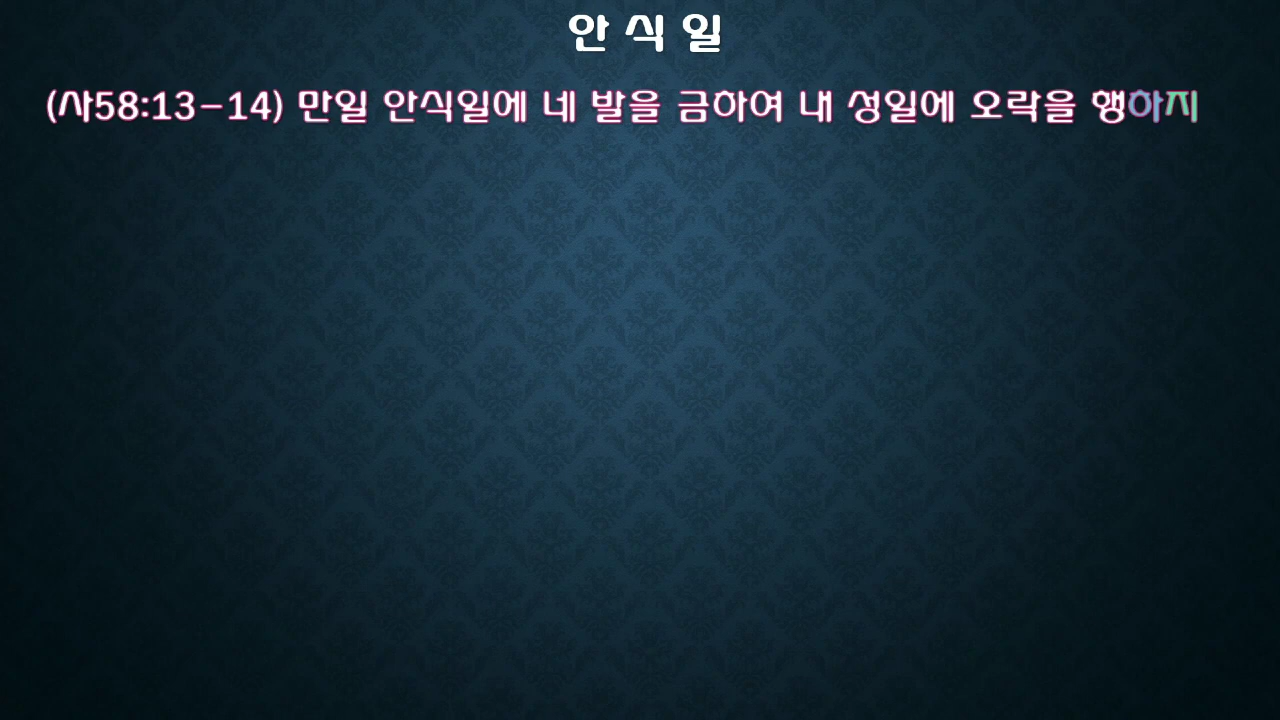 안 식 일
(사58:13-14) 만일 안식일에 네 발을 금하여 내 성일에 오락을 행하지